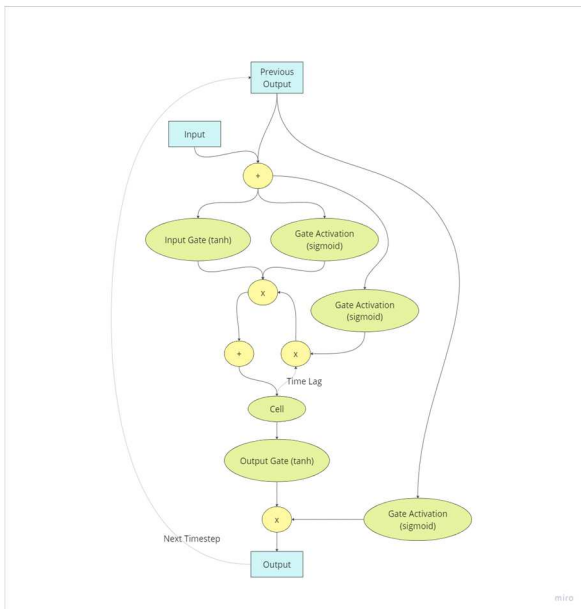 Previous
Output
Input
+
Input Gate (tanh)
Gate Activation
(sigmoid)
x
Gate Activation
(sigmoid)
+
x
Time Lag
Cell
Output Gate (tanh)
x
Gate Activation
(sigmoid)
Next Timestep
Output
miro